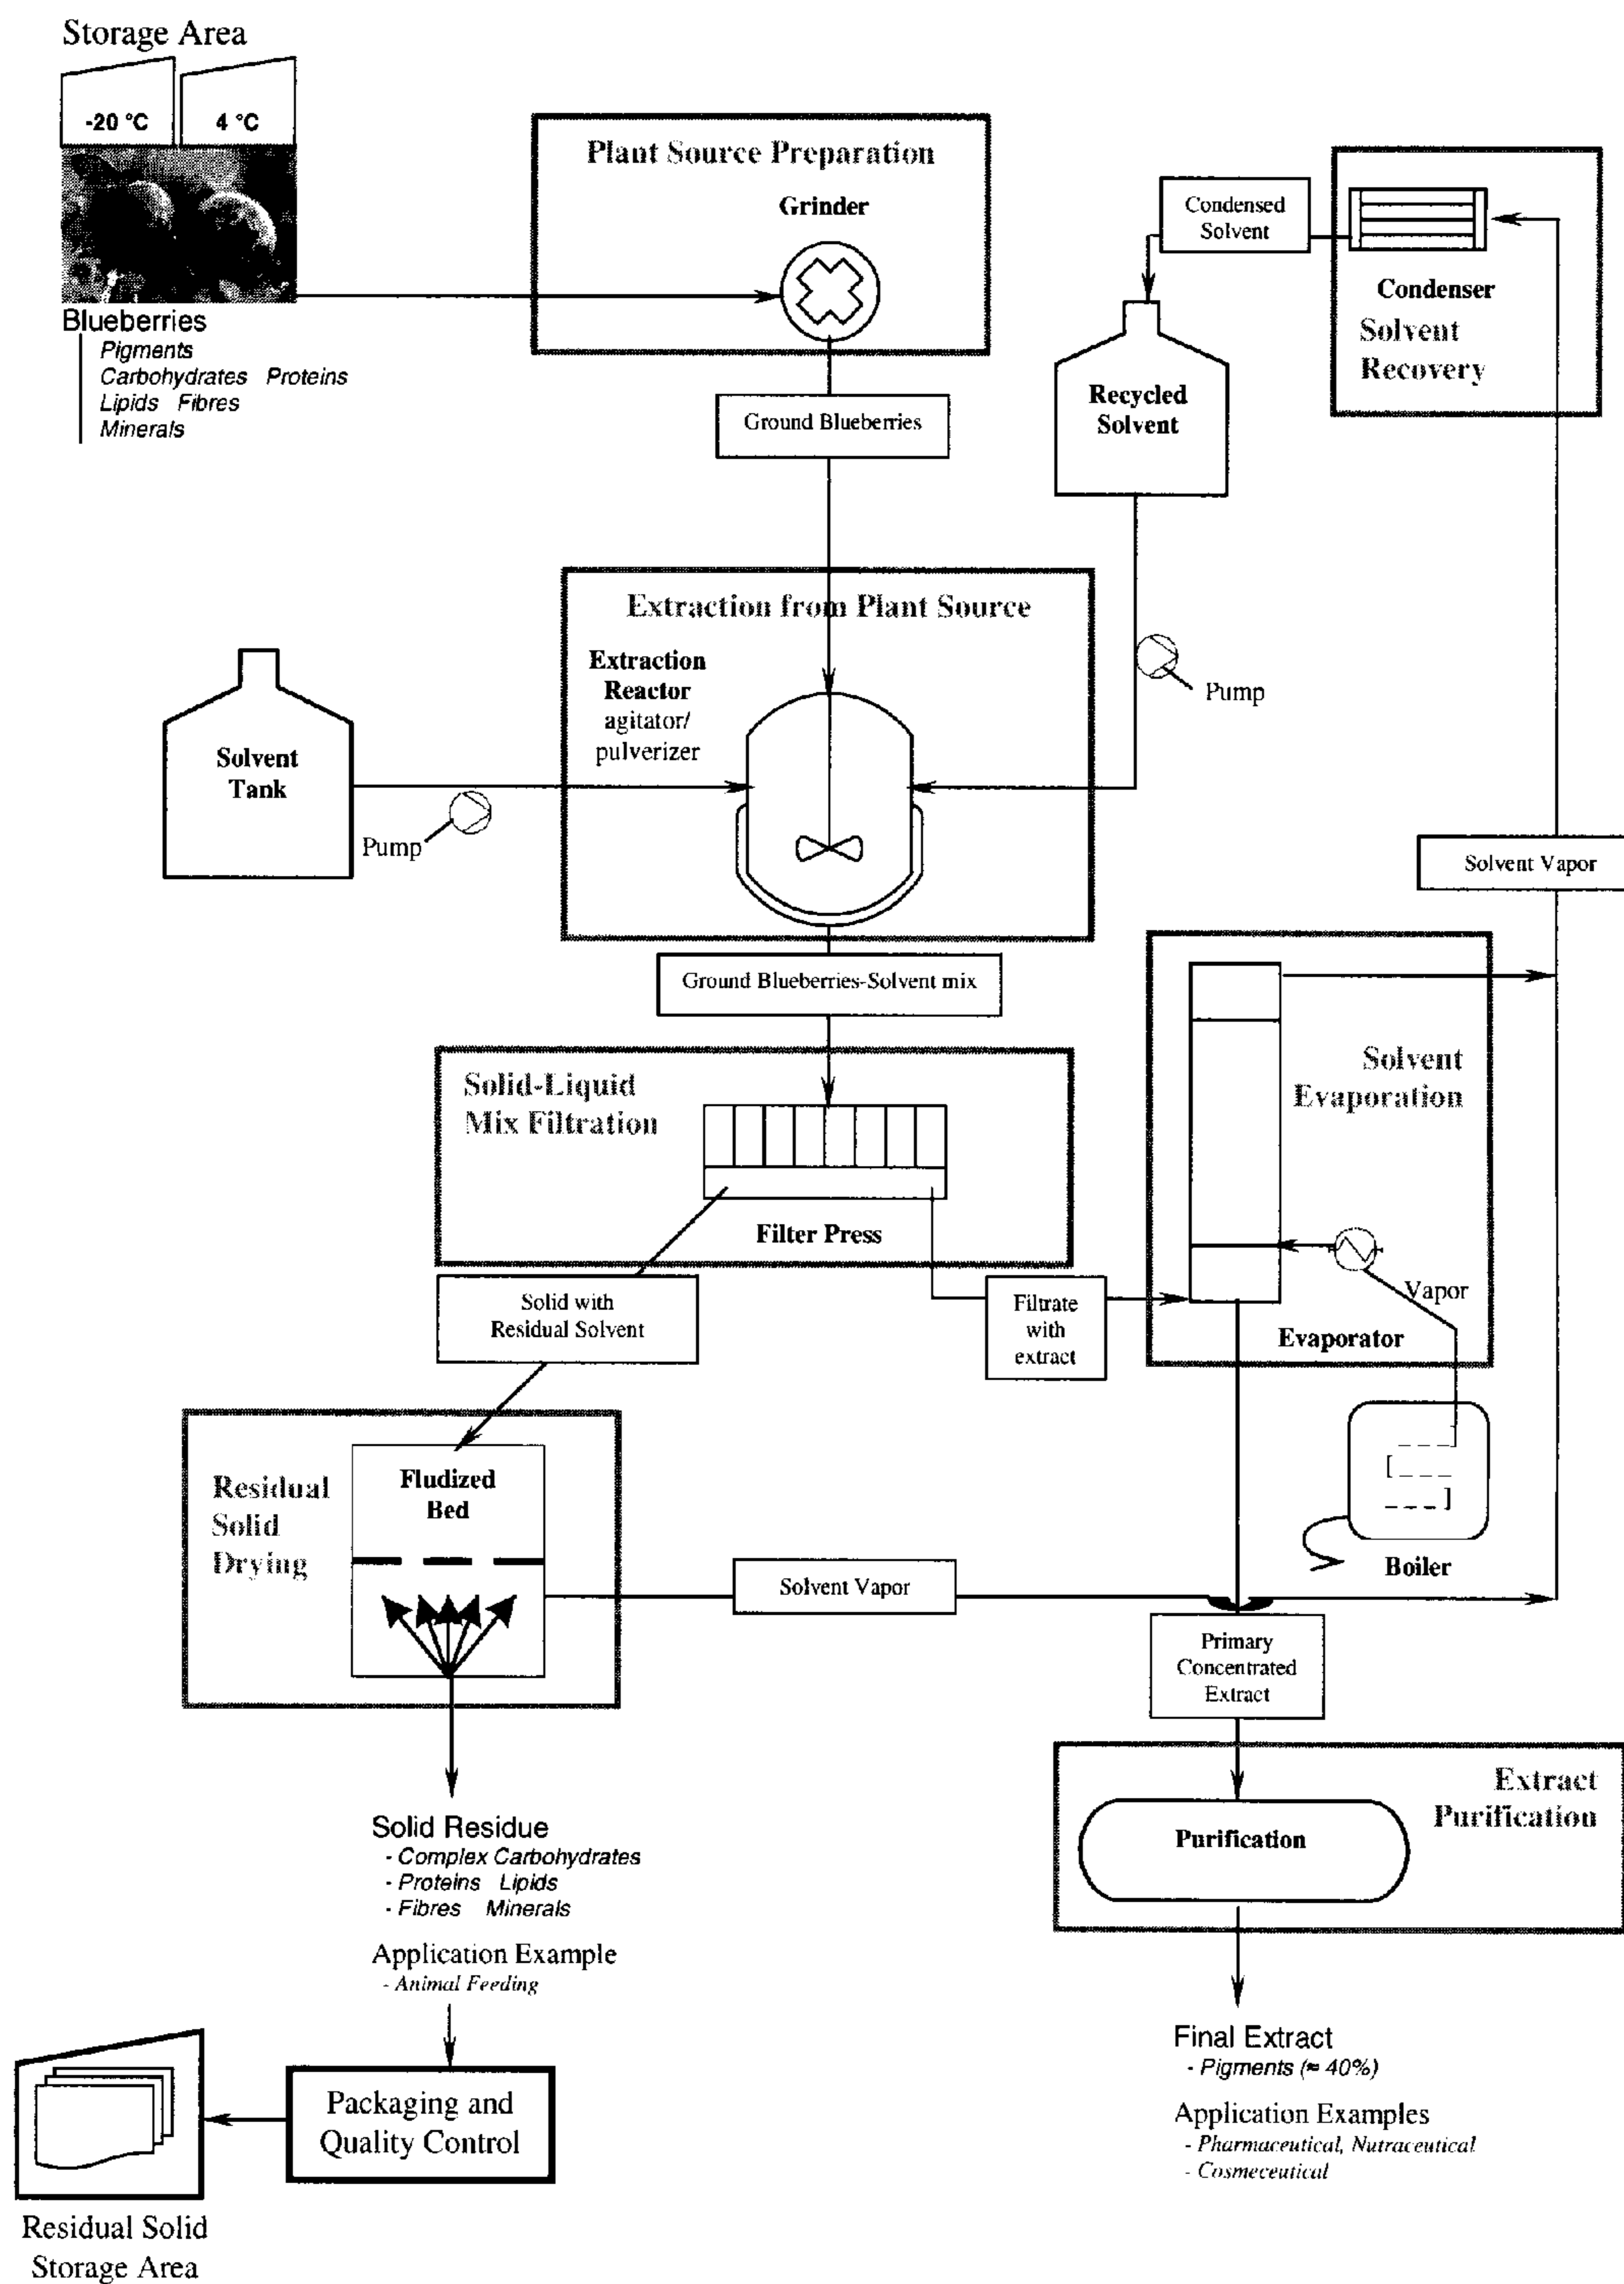 Storage Area
-20 °C
4 °C
Blueberries
Pigments
Carbohydrates Proteins
Lipids Fibres
Minerals
Plant Source Preparation
Grinder
Ground Blueberries
Condensed
Solvent
Condenser
Solvent
Recovery
Recycled
Solvent
Pump
Extraction from Plant Source
Extraction
Reactor
agitator/
pulverizer
Solvent
Tank
Pump
Solvent Vapor
Ground Blueberries-Solvent mix
Solid-Liquid
Mix Filtration
Filter Press
Solvent
Evaporation
Vapor
Evaporator
Solid with
Residual Solvent
Filtrate
with
extract
Boiler
Residual
Solid
Drying
Fludized
Bed
Solvent Vapor
Primary
Concentrated
Extract
Extract
Purification
Purification
Solid Residue
- Complex Carbohydrates
- Proteins Lipids
- Fibres Minerals
Application Example
- Animal Feeding
Packaging and
Quality Control
Residual Solid
Storage Area
Final Extract
- Pigments (≈ 40%)
Application Examples
- Pharmaceutical, Nutraceutical
- Cosmeceutical